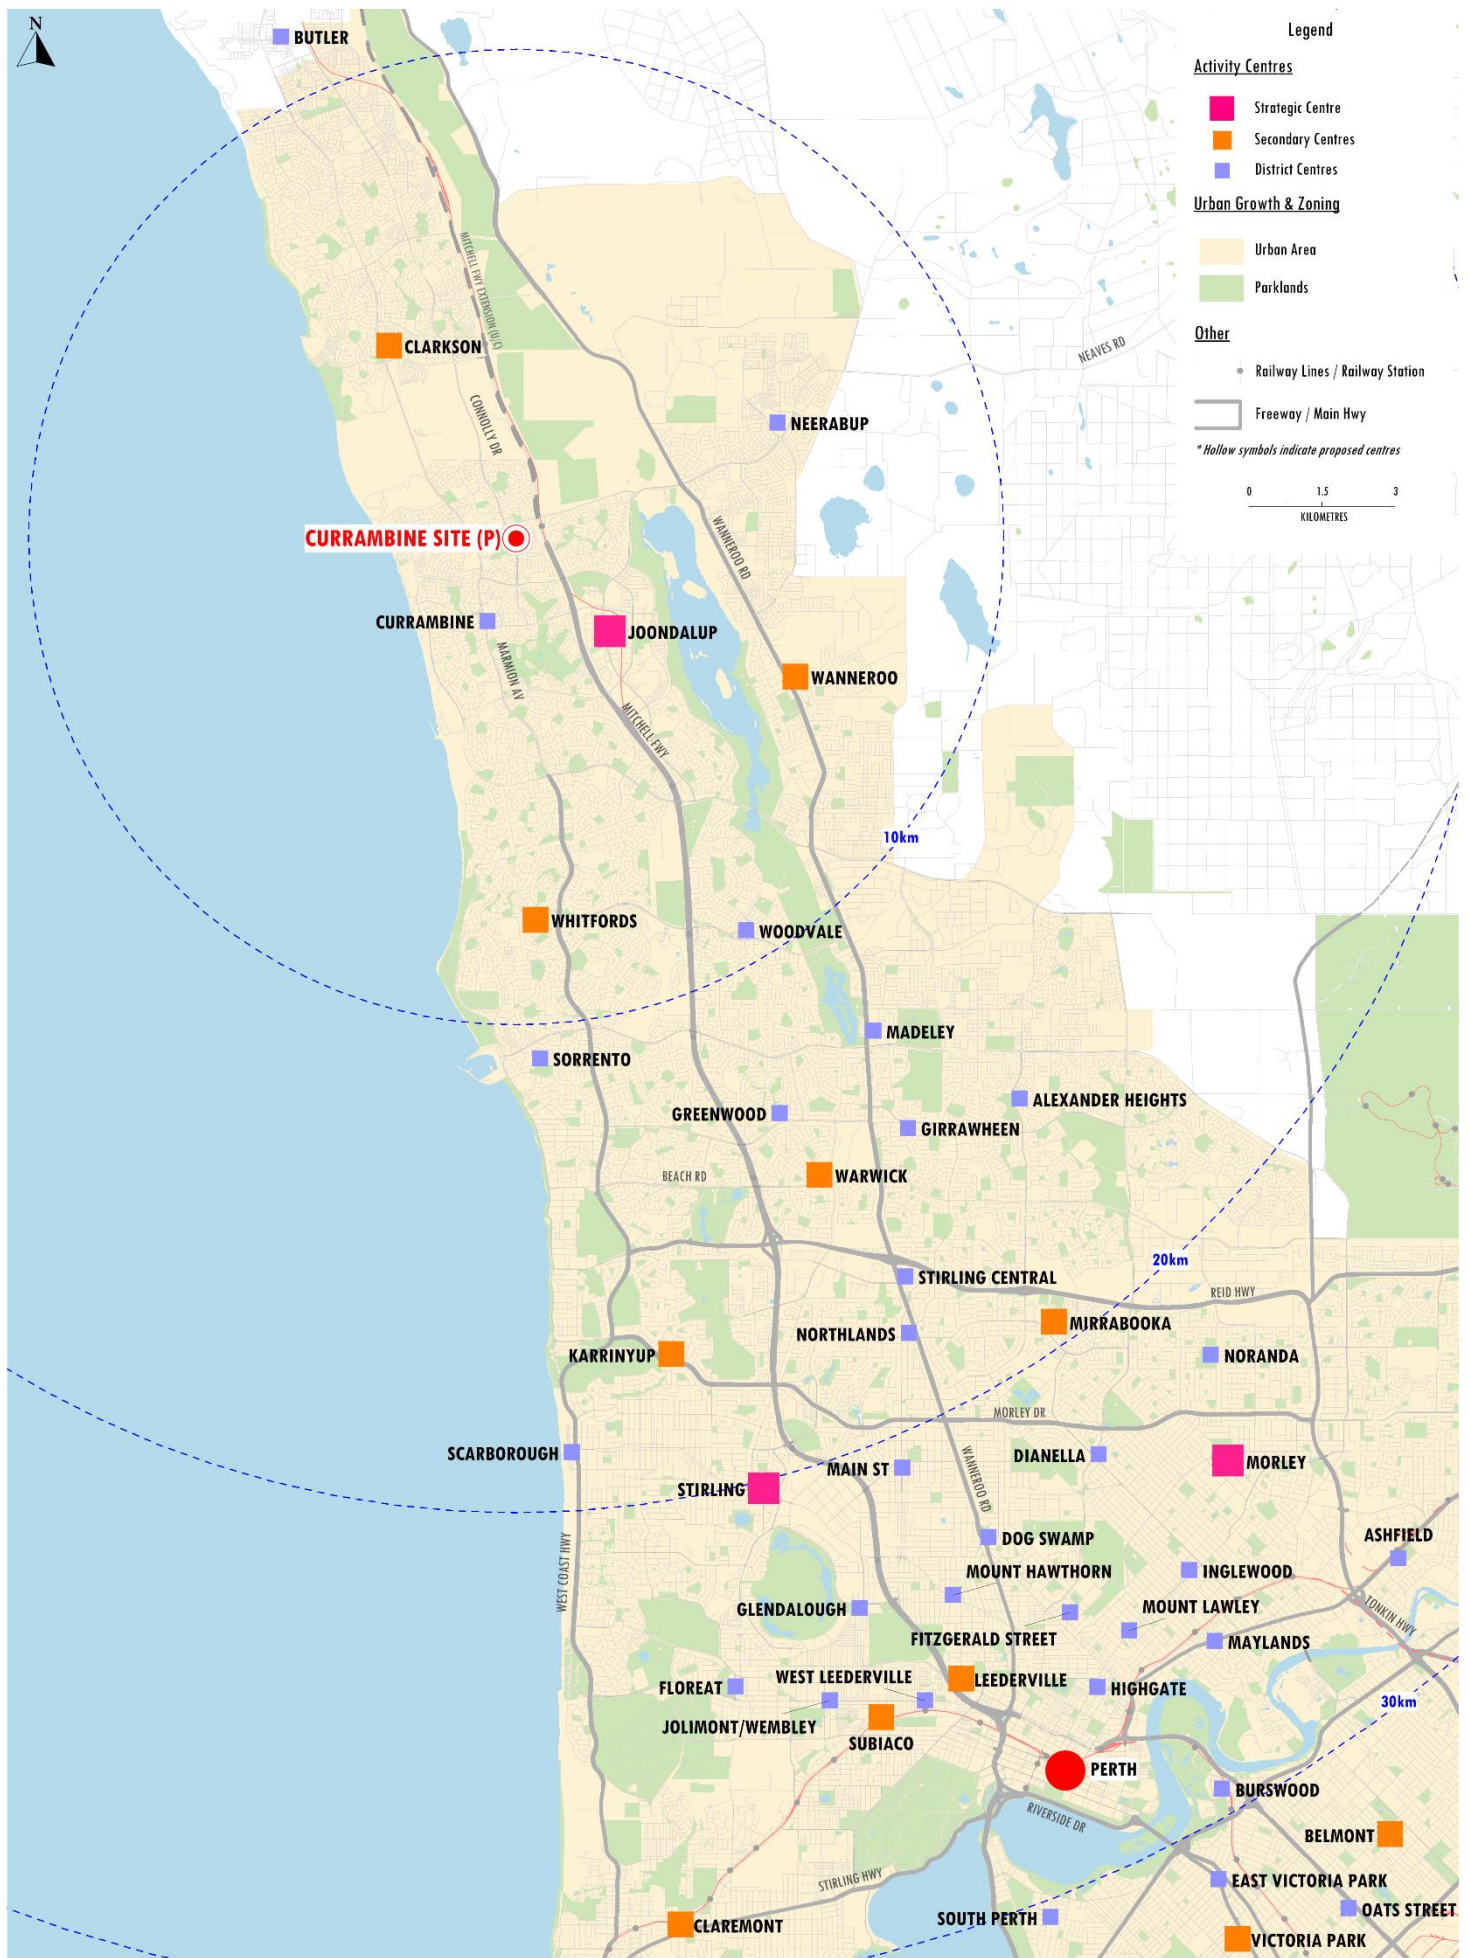 N
BUTLER
Legend
Activity Centres
Strategic Centre
Secondary Centres
District Centres
Urban Growth & Zoning
Urban Area
Parklands
Other
Railway Lines / Railway Station
Freeway / Main Hwy
* Hollow symbols indicate proposed centres
0 1.5 3
KILOMETRES
MITCHELL FWY EXTENSION (U/C)
CLARKSON
NEAVES RD
CONNOLLY DR
NEERABUP
WANNEROO RD
CURRAMBINE SITE (P)
CURRAMBINE
JOONDALUP
MARMION AV
WANNEROO
MITCHELL FWY
10km
WHITFORDS
WOODVALE
MADELEY
SORRENTO
ALEXANDER HEIGHTS
GREENWOOD
GIRRAWHEEN
BEACH RD
WARWICK
20km
STIRLING CENTRAL
REID HWY
MIRRABOOKA
NORTHLANDS
KARRINYUP
NORANDA
MORLEY DR
SCARBOROUGH
MAIN ST
DIANELLA
MORLEY
WANNEROO RD
STIRLING
DOG SWAMP
ASHFIELD
WEST COAST HWY
MOUNT HAWTHORN
INGLEWOOD
GLENDALOUGH
MOUNT LAWLEY
TONKIN HWY
FITZGERALD STREET
MAYLANDS
WEST LEEDERVILLE
LEEDERVILLE
FLOREAT
HIGHGATE
30km
JOLIMONT/WEMBLEY
SUBIACO
PERTH
BURSWOOD
RIVERSIDE DR
BELMONT
STIRLING HWY
EAST VICTORIA PARK
OATS STREET
SOUTH PERTH
CLAREMONT
VICTORIA PARK